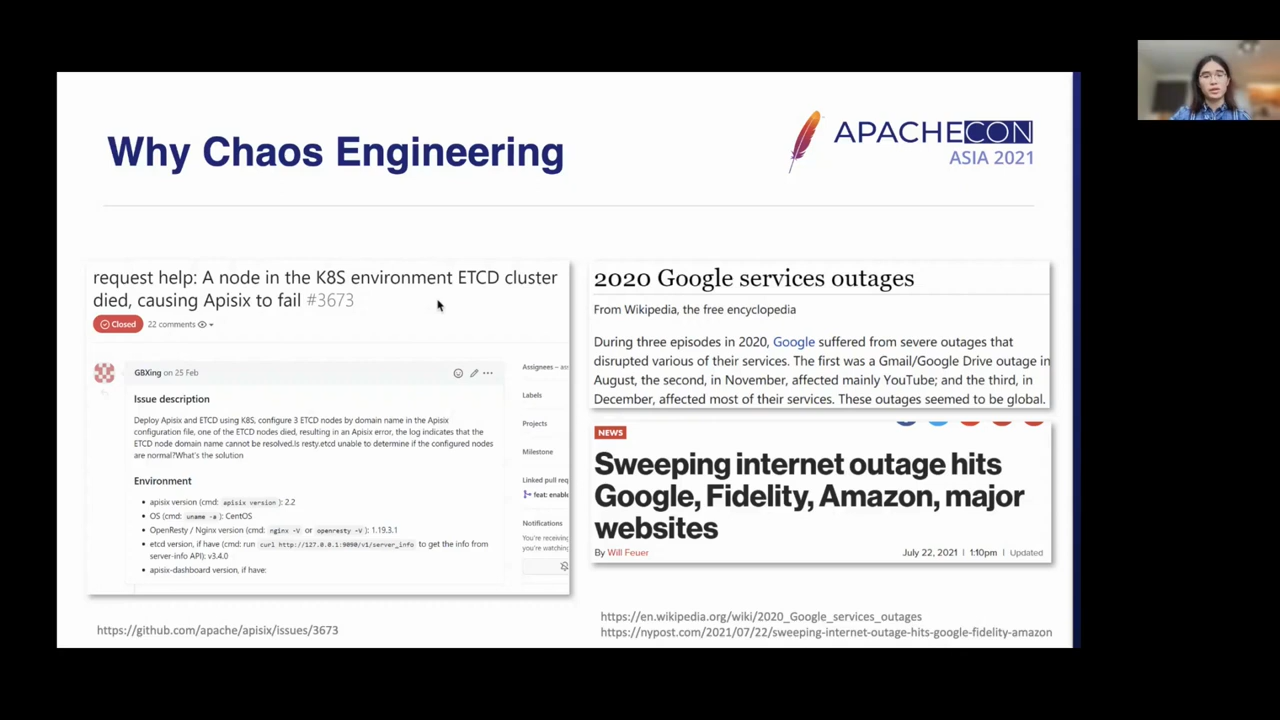 Why Chaos Engineering
APACHECON
ASIA 2021
request help: A node in the K8S environment ETCD cluster
died, causing Apisix to fail #3673
Closed 22 comments
GBXing on 25 Feb
Issue description
Deploy Apisix and ETCD using K8S, configure 3 ETCD nodes by domain name in the Apisix
configuration file, one of the ETCD nodes died, resulting in an Apisix error, the log indicates that the
ETCD node domain name cannot be resolved.Is resty.etcd unable to determine if the configured nodes
are normal?What's the solution
Environment
• apisix version (cmd: apisix version ): 2.2
• OS (cmd: uname -a ): CentOS
• OpenResty / Nginx version (cmd: nginx -V or openresty -V ): 1.19.3.1
• etcd version, if have (cmd: run curl http://127.0.0.1:9090/v1/server_info to get the info from
server-info API): v3.4.0
• apisix-dashboard version, if have:
Assignees –
Labels
Projects
Milestone
Linked pull req
feat: enable
Notifications
You're receiving
you're watching
https://github.com/apache/apisix/issues/3673
2020 Google services outages
From Wikipedia, the free encyclopedia
During three episodes in 2020, Google suffered from severe outages that
disrupted various of their services. The first was a Gmail/Google Drive outage in
August, the second, in November, affected mainly YouTube; and the third, in
December, affected most of their services. These outages seemed to be global.
NEWS
Sweeping internet outage hits
Google, Fidelity, Amazon, major
websites
By Will Feuer July 22, 2021 | 1:10pm | Updated
https://en.wikipedia.org/wiki/2020_Google_services_outages
https://nypost.com/2021/07/22/sweeping-internet-outage-hits-google-fidelity-amazon